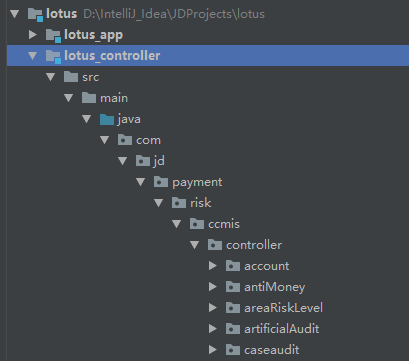 lotus D:\IntelliJ_Idea\JDProjects\lotus
lotus_app
lotus_controller
src
main
java
com
jd
payment
risk
ccmis
controller
account
antiMoney
areaRiskLevel
artificialAudit
caseaudit